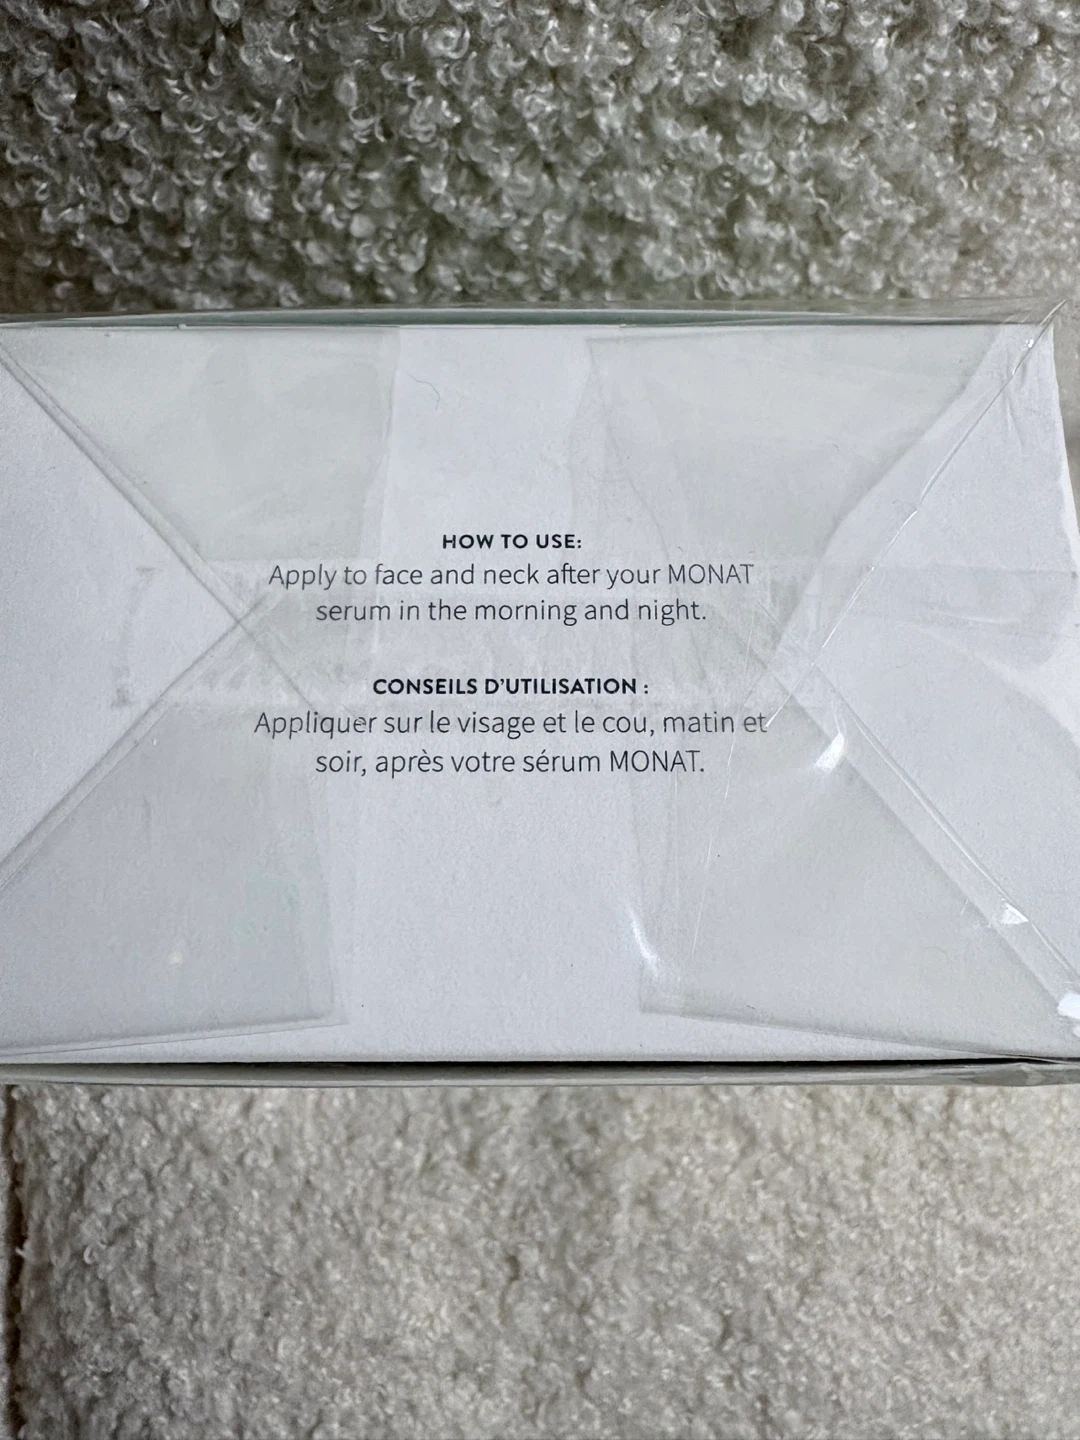 HOW TO USE:
Apply to face and neck after your MONAT
serum in the morning and night.
CONSEILS D'UTILISATION :
Appliquer sur le visage et le cou, matin et
soir, après votre sérum MONAT.